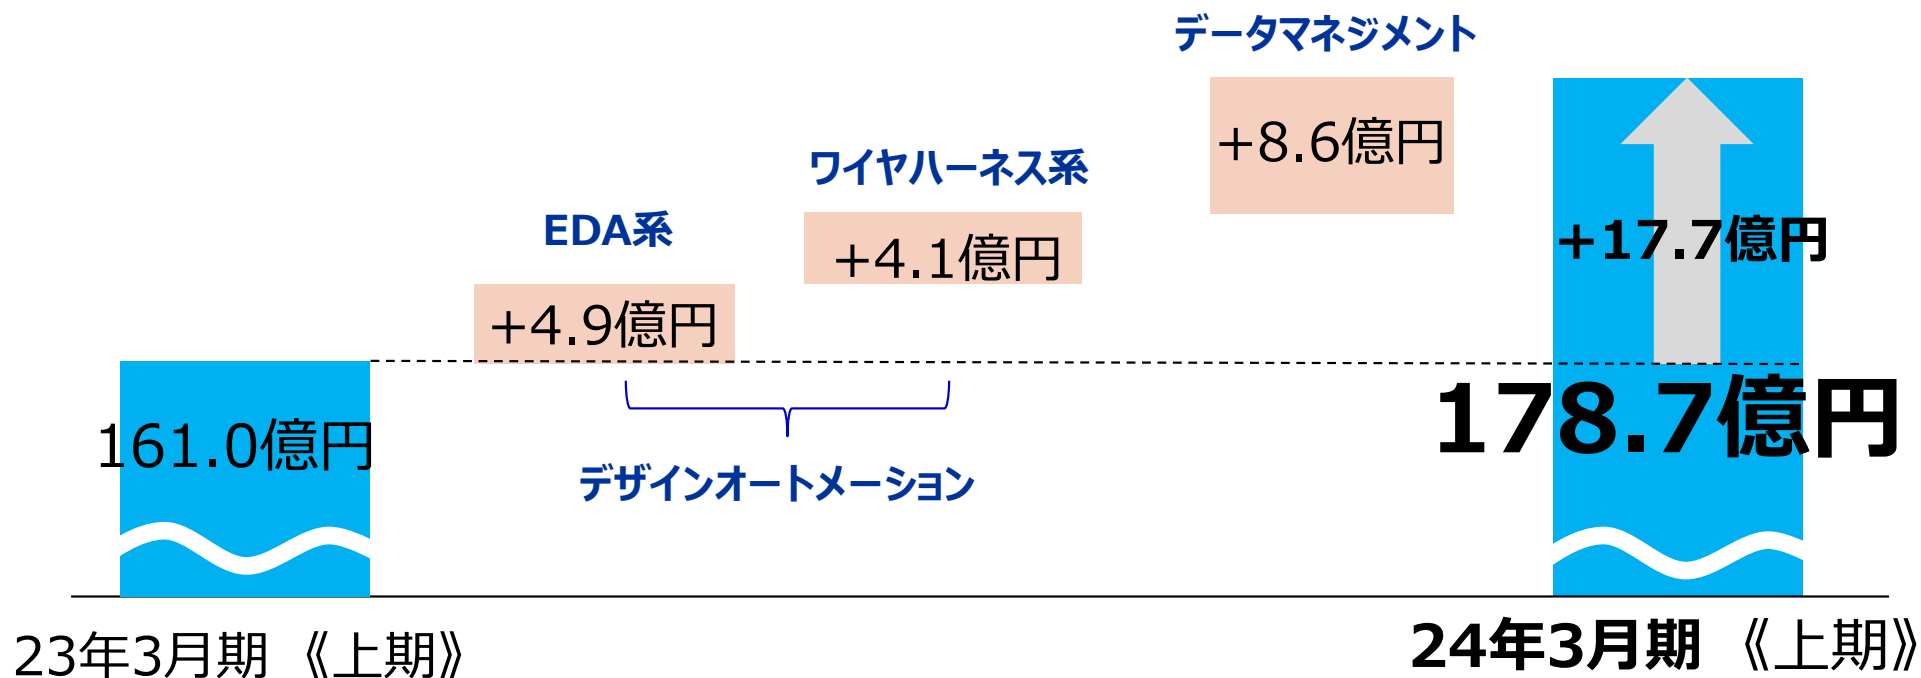 データマネジメント
+8.6億円
ワイヤハーネス系
+4.1億円
EDA系
+4.9億円
+17.7億円
161.0億円
178.7億円
デザインオートメーション
23年3月期 《上期》
24年3月期 《上期》